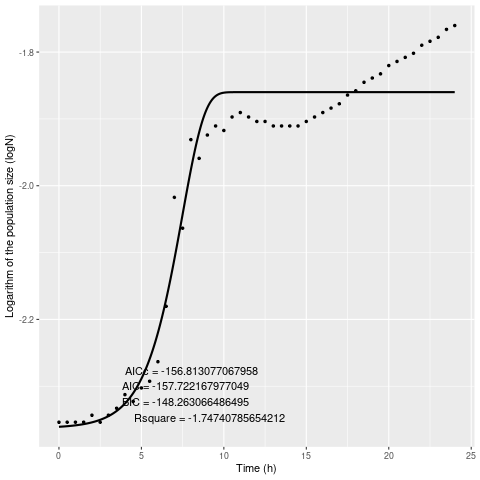 -1.8
-2.0
-2.2
Logarithm of the population size (logN)
AICc = -156.813077067958
AIC = -157.722167977049
BIC = -148.263066486495
Rsquare = -1.74740785654212
0 5 10 15 20 25
Time (h)